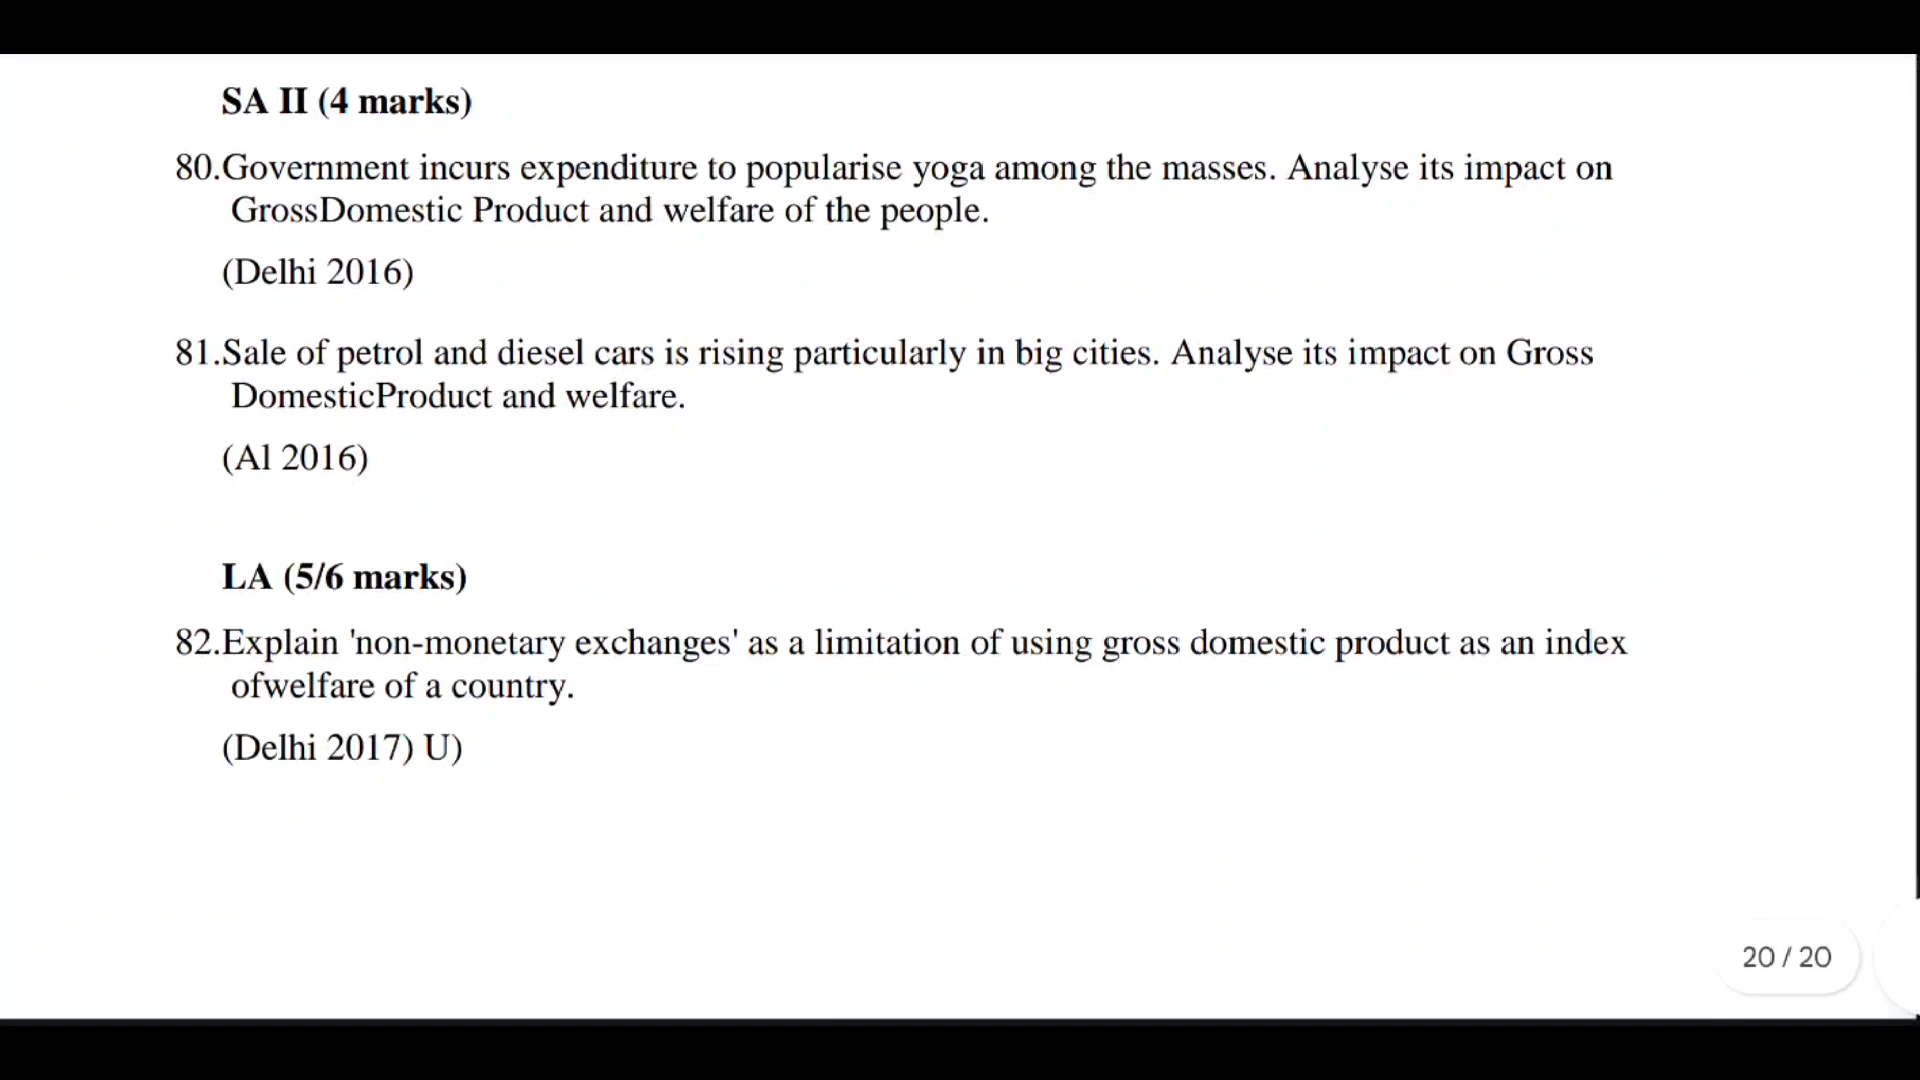 SA II (4 marks)
80.Government incurs expenditure to popularise yoga among the masses. Analyse its impact on
GrossDomestic Product and welfare of the people.
(Delhi 2016)
81.Sale of petrol and diesel cars is rising particularly in big cities. Analyse its impact on Gross
DomesticProduct and welfare.
(Al 2016)
LA (5/6 marks)
82.Explain 'non-monetary exchanges' as a limitation of using gross domestic product as an index
ofwelfare of a country.
(Delhi 2017) U)
20 / 20